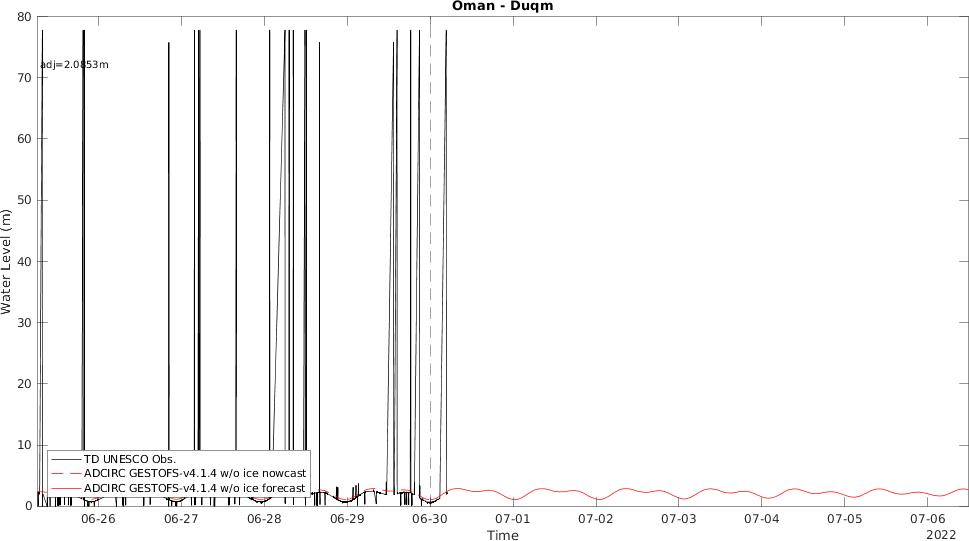 Oman - Duqm
80
70
60
50
40
30
20
10
0
Water Level (m)
adj=2.0853m
TD UNESCO Obs.
ADCIRC GESTOFS-v4.1.4 w/o ice nowcast
ADCIRC GESTOFS-v4.1.4 w/o ice forecast
06-26 06-27 06-28 06-29 06-30 07-01 07-02 07-03 07-04 07-05 07-06
Time
2022